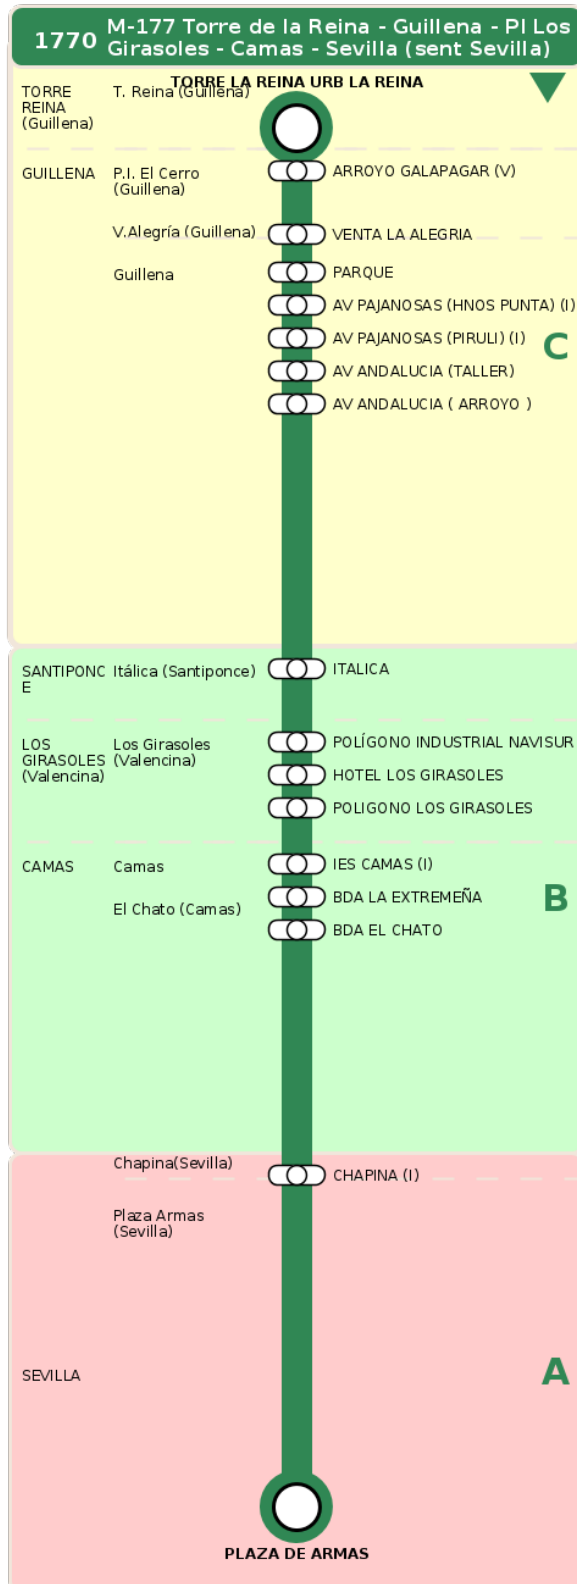 1770
M-177 Torre de la Reina - Guillena - PI Los
Girasoles - Camas - Sevilla (sent Sevilla)
TORRE LA REINA URB LA REINA
TORRE
REINA
(Guillena)
T. Reina (Guillena)
GUILLENA
P.I. El Cerro
(Guillena)
ARROYO GALAPAGAR (V)
V.Alegría (Guillena)
VENTA LA ALEGRIA
Guillena
PARQUE
AV PAJANOSAS (HNOS PUNTA) (I)
AV PAJANOSAS (PIRULI) (I)
C
AV ANDALUCIA (TALLER)
AV ANDALUCIA ( ARROYO )
SANTIPONC
E
Itálica (Santiponce)
ITALICA
LOS
GIRASOLES
(Valencina)
Los Girasoles
(Valencina)
POLÍGONO INDUSTRIAL NAVISUR
HOTEL LOS GIRASOLES
POLIGONO LOS GIRASOLES
CAMAS
Camas
IES CAMAS (I)
BDA LA EXTREMEÑA
B
El Chato (Camas)
BDA EL CHATO
Chapina(Sevilla)
CHAPINA (I)
Plaza Armas
(Sevilla)
SEVILLA
A
PLAZA DE ARMAS